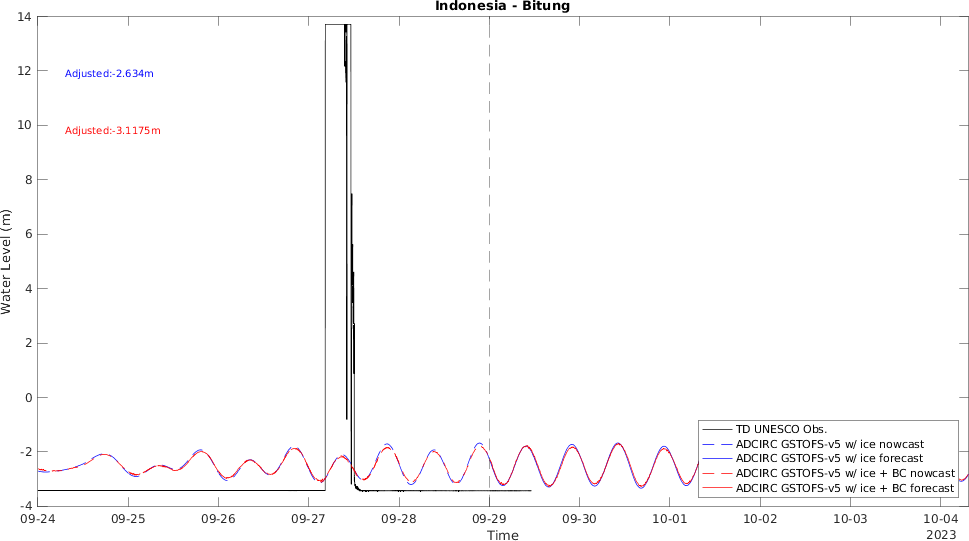 Indonesia - Bitung
14
12
10
8
6
4
2
0
-2
-4
Water Level (m)
Adjusted:-2.634m
Adjusted:-3.1175m
TD UNESCO Obs.
ADCIRC GSTOFS-v5 w/ ice nowcast
ADCIRC GSTOFS-v5 w/ ice forecast
ADCIRC GSTOFS-v5 w/ ice + BC nowcast
ADCIRC GSTOFS-v5 w/ ice + BC forecast
09-24 09-25 09-26 09-27 09-28 09-29 09-30 10-01 10-02 10-03 10-04
2023
Time